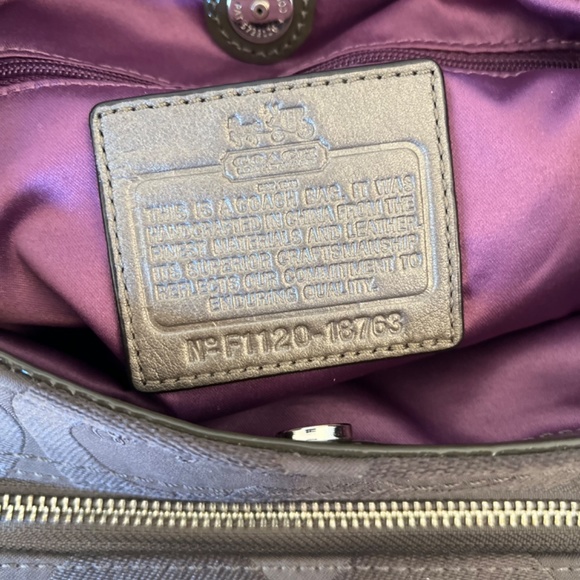 COACH
THIS IS A COACH BAG. IT WAS
HANDCRAFTED IN CHINA FROM THE
FINEST MATERIALS AND LEATHER
ITS SUPERIOR CRAFTSMANSHIP
REFLECTS OUR COMMITMENT TO
ENDURING QUALITY.
Nº F1120-18763